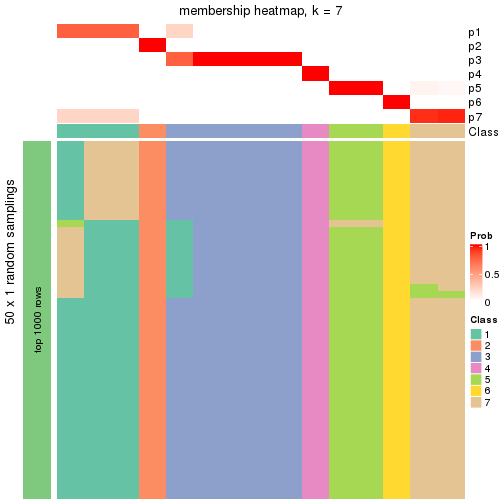 membership heatmap, k = 7
p1
p2
p3
p4
p5
p6
p7
Class
50 x 1 random samplings
top 1000 rows
Prob
1
0.5
0
Class
1
2
3
4
5
6
7